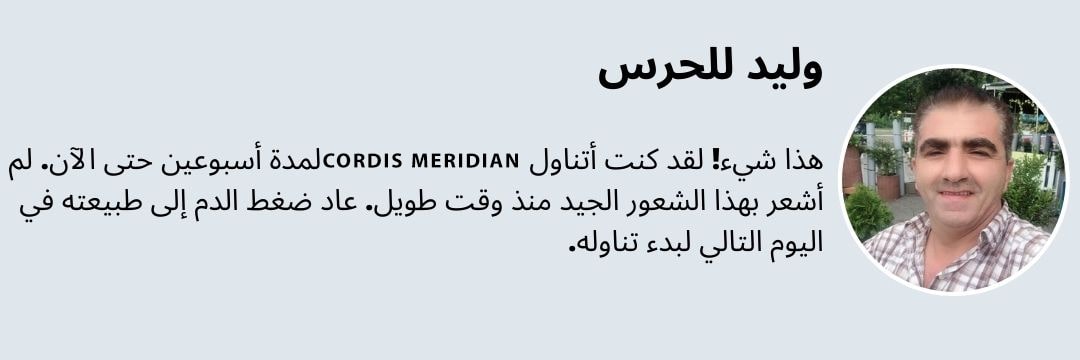 وليد للحرس
هذا شيء! لقد كنت أتناول CORDIS MERIDIANلمدة أسبوعين حتى الآن. لم
أشعر بهذا الشعور الجيد منذ وقت طويل. عاد ضغط الدم إلى طبيعته في
اليوم التالي لبدء تناوله.